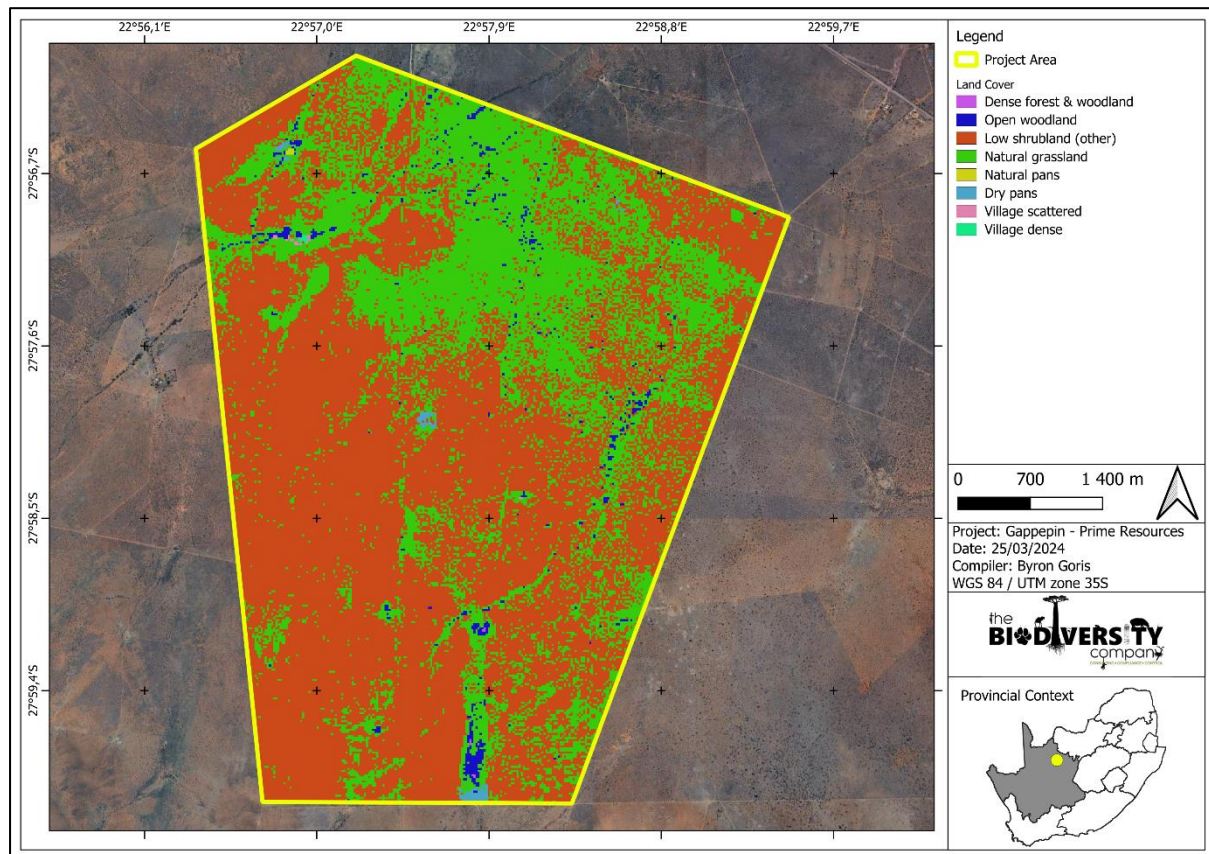 22°56,1'E
22°57,0'E
22°57,9'E
22°58,8'E
22°59,7'E
27°56,7'S
27°57,6'S
27°58,5'S
27°59,4'S
Legend
Project Area
Land Cover
Dense forest & woodland
Open woodland
Low shrubland (other)
Natural grassland
Natural pans
Dry pans
Village scattered
Village dense
0 700 1 400 m
Project: Gappepin - Prime Resources
Date: 25/03/2024
Compiler: Byron Goris
WGS 84 / UTM zone 35S
the
BIODIVERSITY
company
Provincial Context